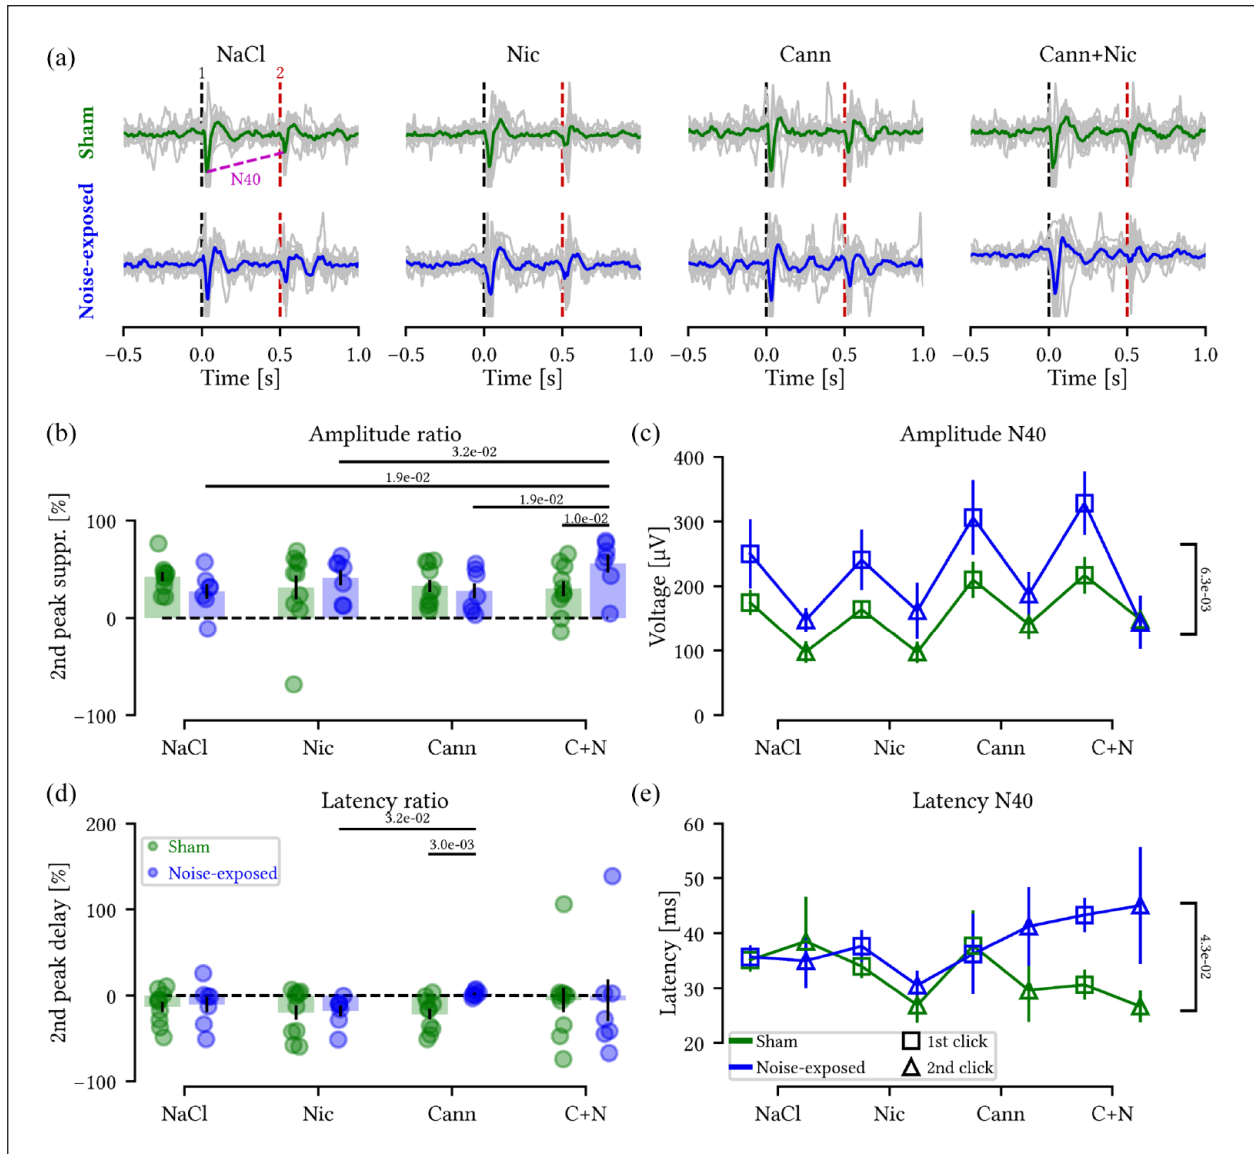 (a)
NaCl
Nic
Cann
Cann+Nic
1
2
Sham
N40
Noise-exposed
−0.5 0.0 0.5 1.0
−0.5 0.0 0.5 1.0
−0.5 0.0 0.5 1.0
−0.5 0.0 0.5 1.0
Time [s]
Time [s]
Time [s]
Time [s]
(b)
Amplitude ratio
3.2e-02
1.9e-02
1.9e-02
1.0e-02
2nd peak suppr. [%]
100
0
−100
NaCl Nic Cann C+N
(c)
Amplitude N40
Voltage [µV]
400
300
200
100
0
6.3e-03
NaCl Nic Cann C+N
(d)
Latency ratio
3.2e-02
3.0e-03
Sham
Noise-exposed
2nd peak delay [%]
200
100
0
−100
NaCl Nic Cann C+N
(e)
Latency N40
Latency [ms]
60
50
40
30
20
4.3e-02
Sham
Noise-exposed
1st click
2nd click
NaCl Nic Cann C+N